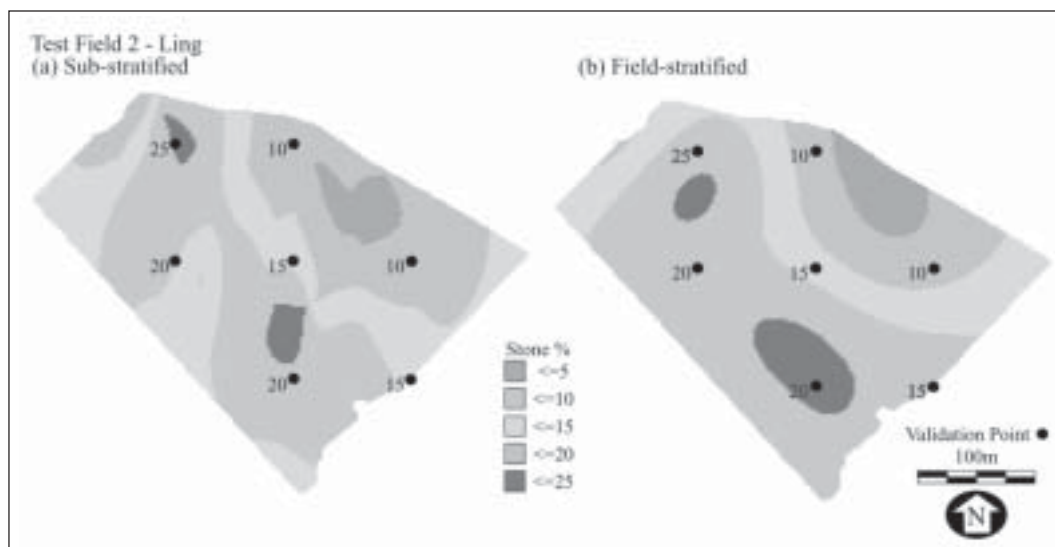 Test Field 2 - Ling
(a) Sub-stratified
(b) Field-stratified
25
10
20
15
10
20
15
25
10
20
15
10
20
15
Stone %
<=5
<=10
<=15
<=20
<=25
Validation Point
100m
N